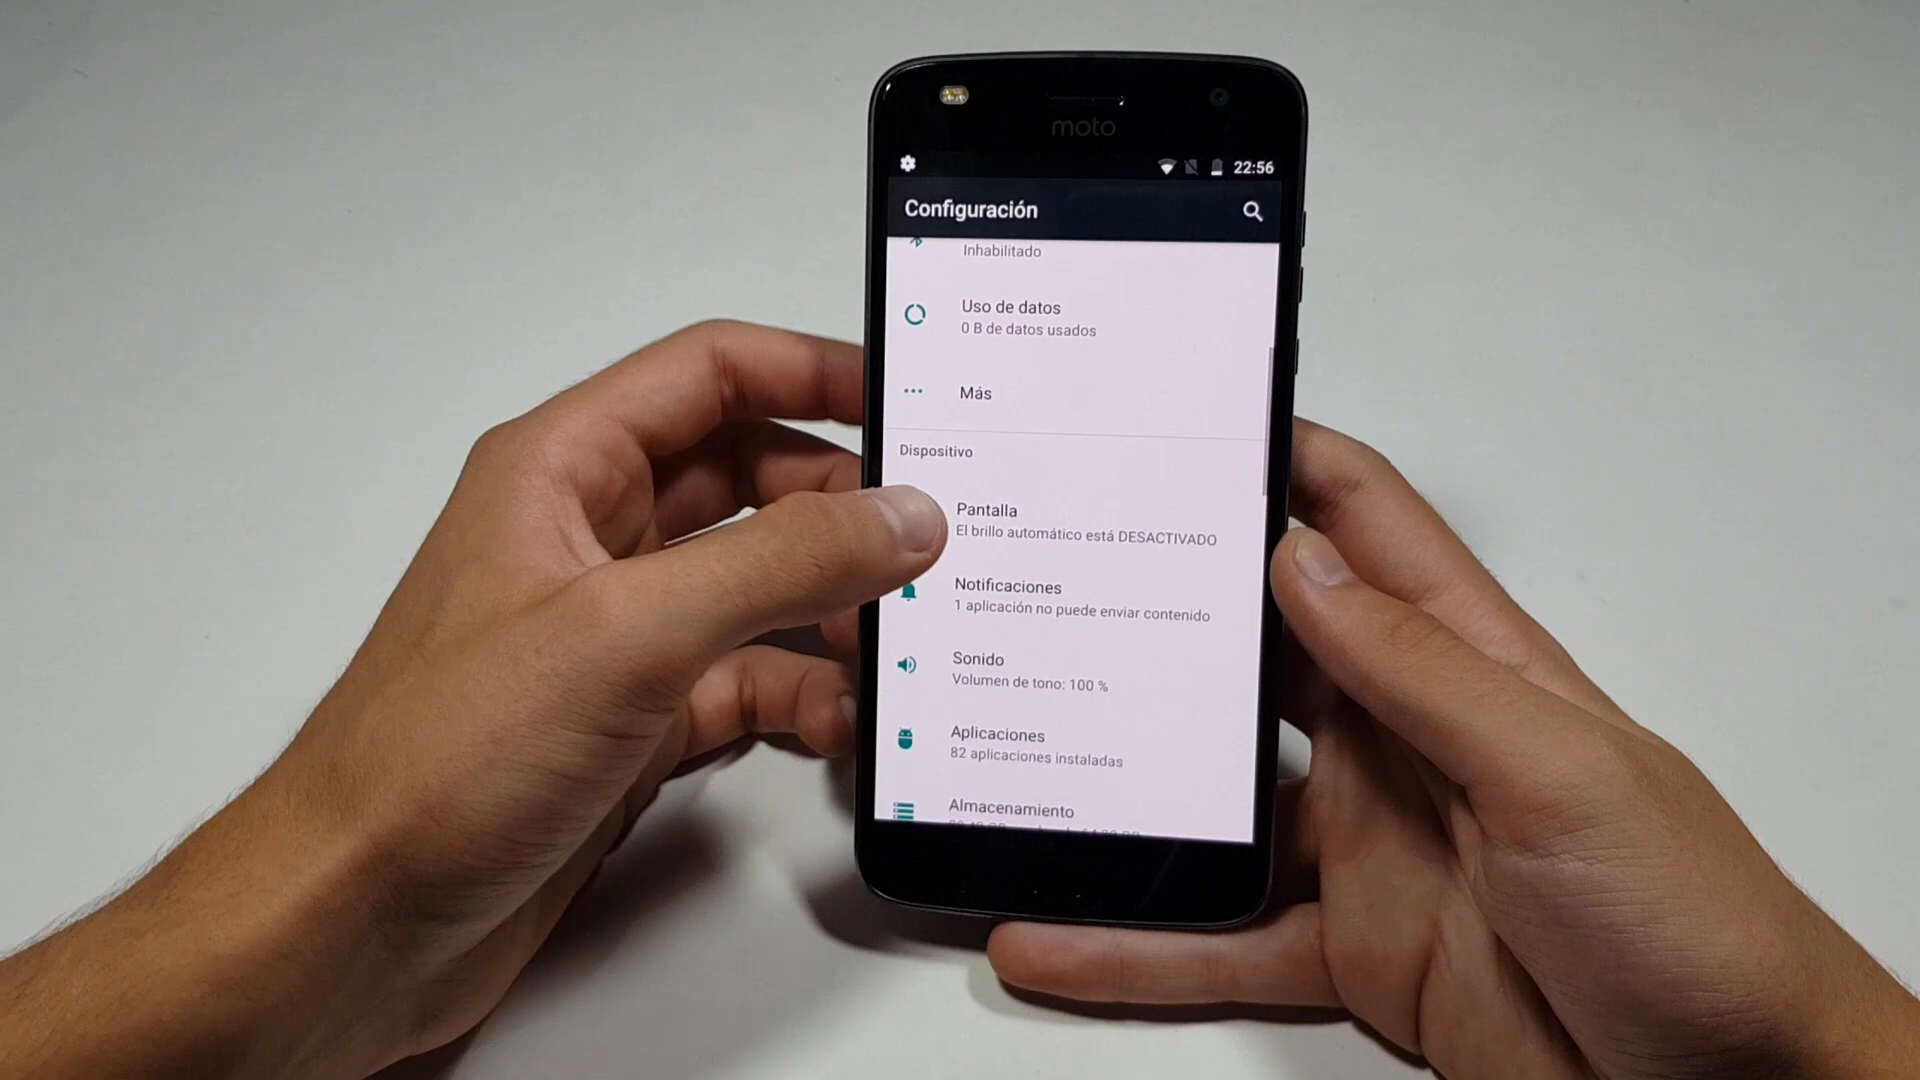 moto
22:56
Configuración
Inhabilitado
Uso de datos
0 B de datos usados
Más
Dispositivo
Pantalla
El brillo automático está DESACTIVADO
Notificaciones
1 aplicación no puede enviar contenido
Sonido
Volumen de tono: 100 %
Aplicaciones
82 aplicaciones instaladas
Almacenamiento